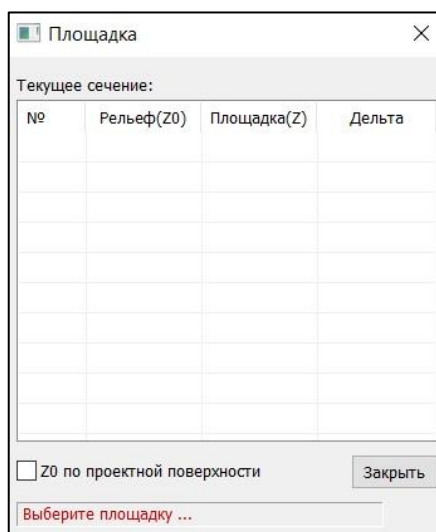 Площадка
Текущее сечение:
№ Рельеф(Z0) Площадка(Z) Дельта
Z0 по проектной поверхности
Закрыть
Выберите площадку ...